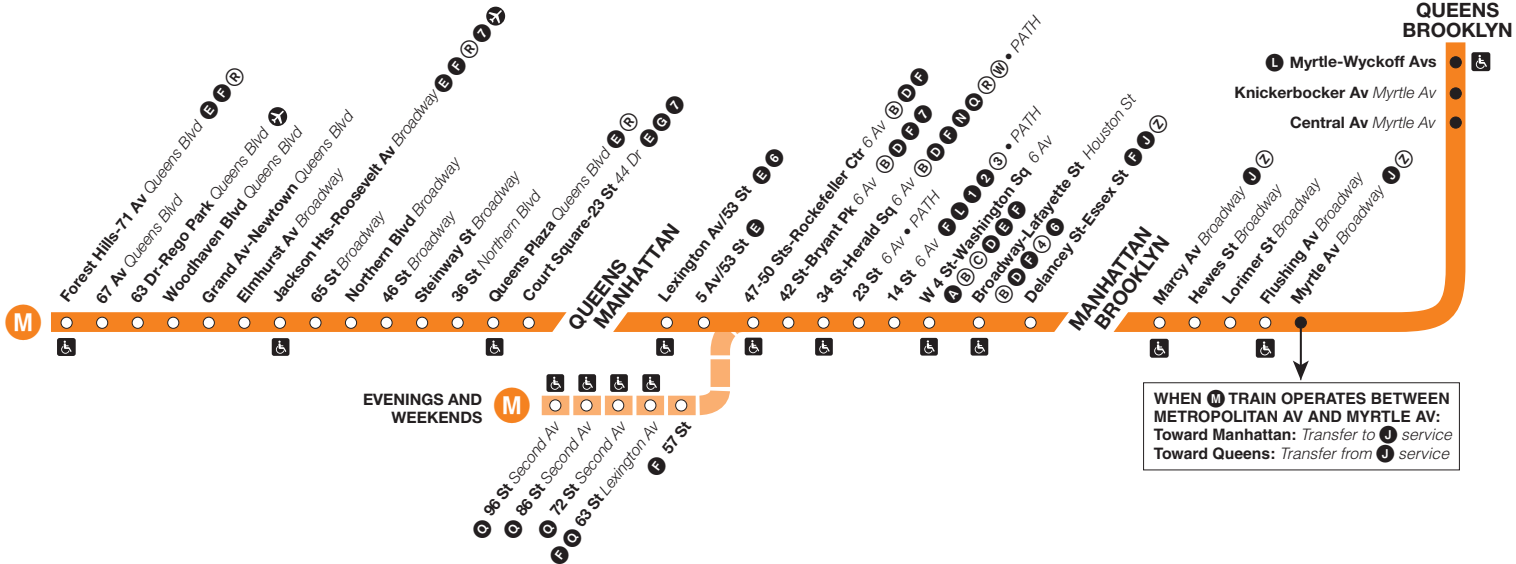 QUEENS
BROOKLYN
L Myrtle-Wyckoff Avs
Knickerbocker Av Myrtle Av
Central Av Myrtle Av
M
Forest Hills-71 Av Queens Blvd E F R
67 Av Queens Blvd
63 Dr-Rego Park Queens Blvd
Woodhaven Blvd Queens Blvd
Grand Av-Newtown Queens Blvd
Elmhurst Av Broadway
Jackson Hts-Roosevelt Av Broadway E F R 7
65 St Broadway
Northern Blvd Broadway
46 St Broadway
Steinway St Broadway
36 St Northern Blvd
Queens Plaza Queens Blvd E R
Court Square-23 St 44 Dr E G 7
QUEENS
MANHATTAN
Lexington Av/53 St E 6
5 Av/53 St E
47-50 Sts-Rockefeller Ctr 6 Av B D F
42 St-Bryant Pk 6 Av B D F 7
34 St-Herald Sq 6 Av B D F N Q R W • PATH
23 St 6 Av • PATH
14 St 6 Av F L 1 2 3 • PATH
W 4 St-Washington Sq 6 Av
A B C D E F
Broadway-Lafayette St Houston St
B D F 4 6
Delancey St-Essex St F J Z
MANHATTAN
BROOKLYN
Marcy Av Broadway J Z
Hewes St Broadway
Lorimer St Broadway
Flushing Av Broadway
Myrtle Av Broadway J Z
EVENINGS AND
WEEKENDS
M
Q 96 St Second Av
Q 86 St Second Av
Q 72 St Second Av
F Q 63 St Lexington Av
F 57 St
WHEN M TRAIN OPERATES BETWEEN
METROPOLITAN AV AND MYRTLE AV:
Toward Manhattan: Transfer to J service
Toward Queens: Transfer from J service